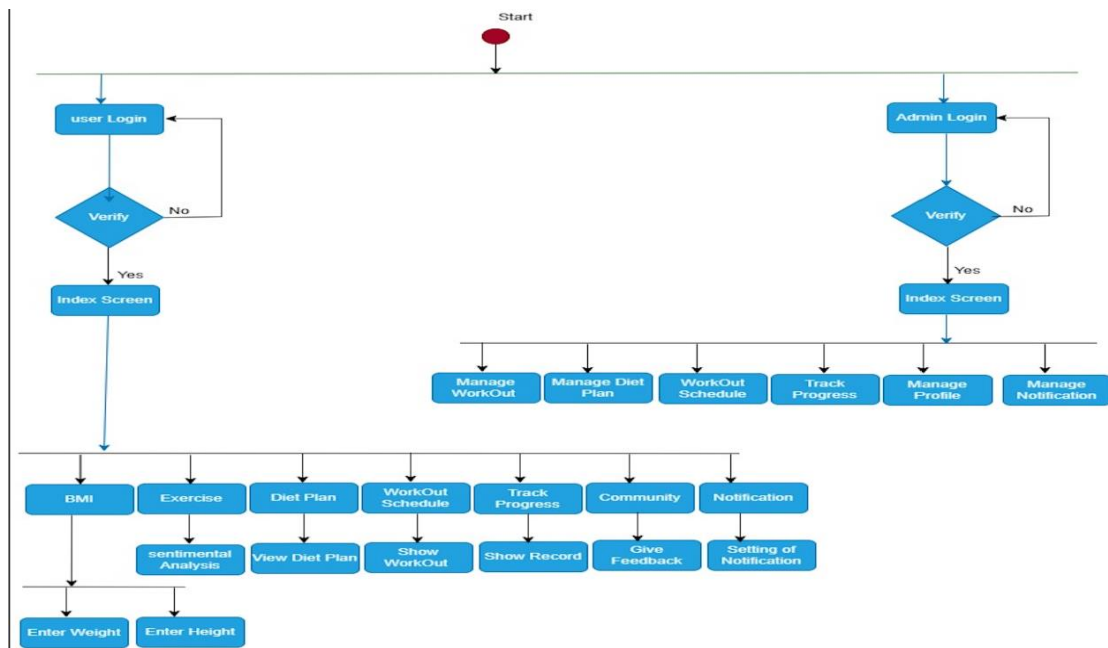 Start
user Login
Admin Login
Verify
No
Verify
No
Yes
Yes
Index Screen
Index Screen
Manage
WorkOut
Manage Diet
Plan
WorkOut
Schedule
Track
Progress
Manage
Profile
Manage
Notification
BMI
Exercise
Diet Plan
WorkOut
Schedule
Track
Progress
Community
Notification
sentimental
Analysis
View Diet Plan
Show
WorkOut
Show Record
Give
Feedback
Setting of
Notification
Enter Weight
Enter Height